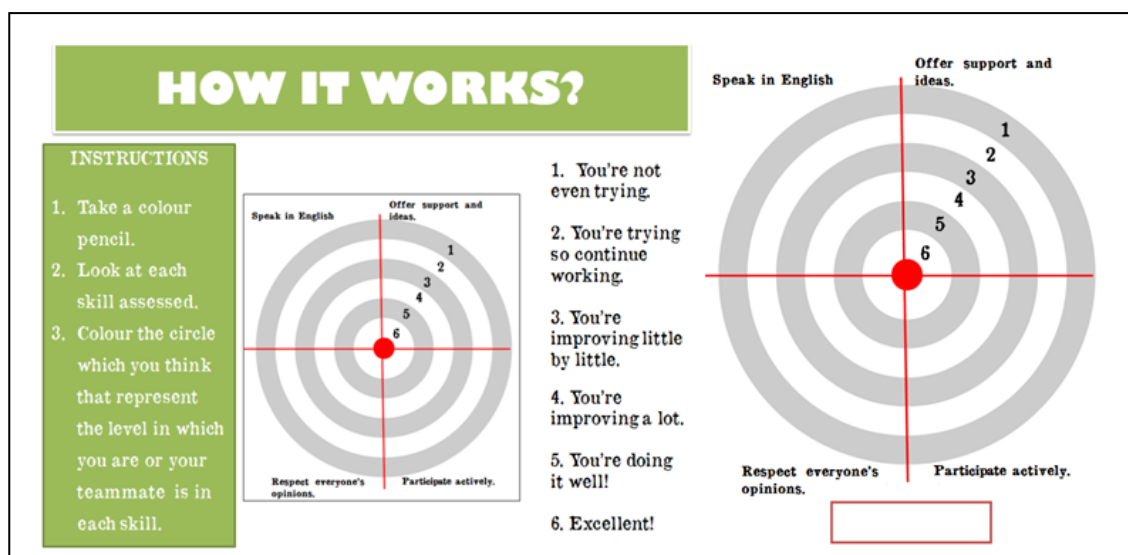 HOW IT WORKS?
INSTRUCTIONS
1. Take a colour
pencil.
2. Look at each
skill assessed.
3. Colour the circle
which you think
that represent
the level in which
you are or your
teammate is in
each skill.
Speak in English
Offer support and
ideas.
1
2
3
4
5
6
Respect everyone's
opinions.
Participate actively.
1. You're not
even trying.
2. You're trying
so continue
working.
3. You're
improving little
by little.
4. You're
improving a lot.
5. You're doing
it well!
6. Excellent!
Speak in English
Offer support and
ideas.
1
2
3
4
5
6
Respect everyone's
opinions.
Participate actively.